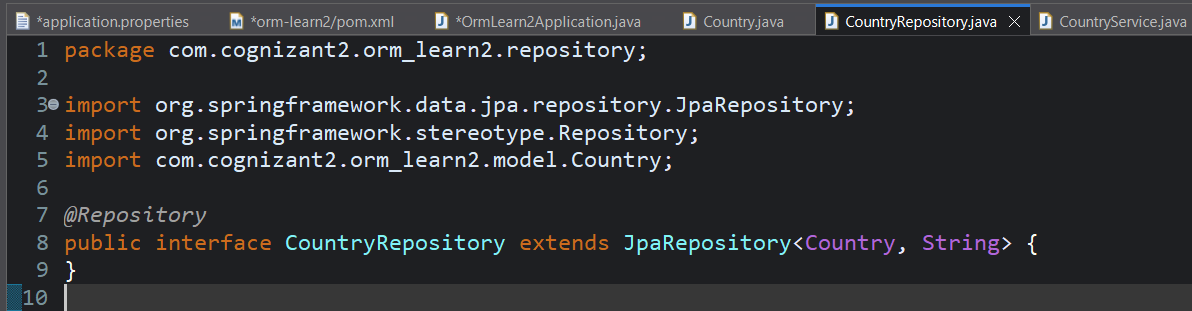 *application.properties *orm-learn2/pom.xml *OrmLearn2Application.java Country.java CountryRepository.java CountryService.java
1 package com.cognizant2.orm_learn2.repository;
2
3 import org.springframework.data.jpa.repository.JpaRepository;
4 import org.springframework.stereotype.Repository;
5 import com.cognizant2.orm_learn2.model.Country;
6
7 @Repository
8 public interface CountryRepository extends JpaRepository<Country, String> {
9 }
10